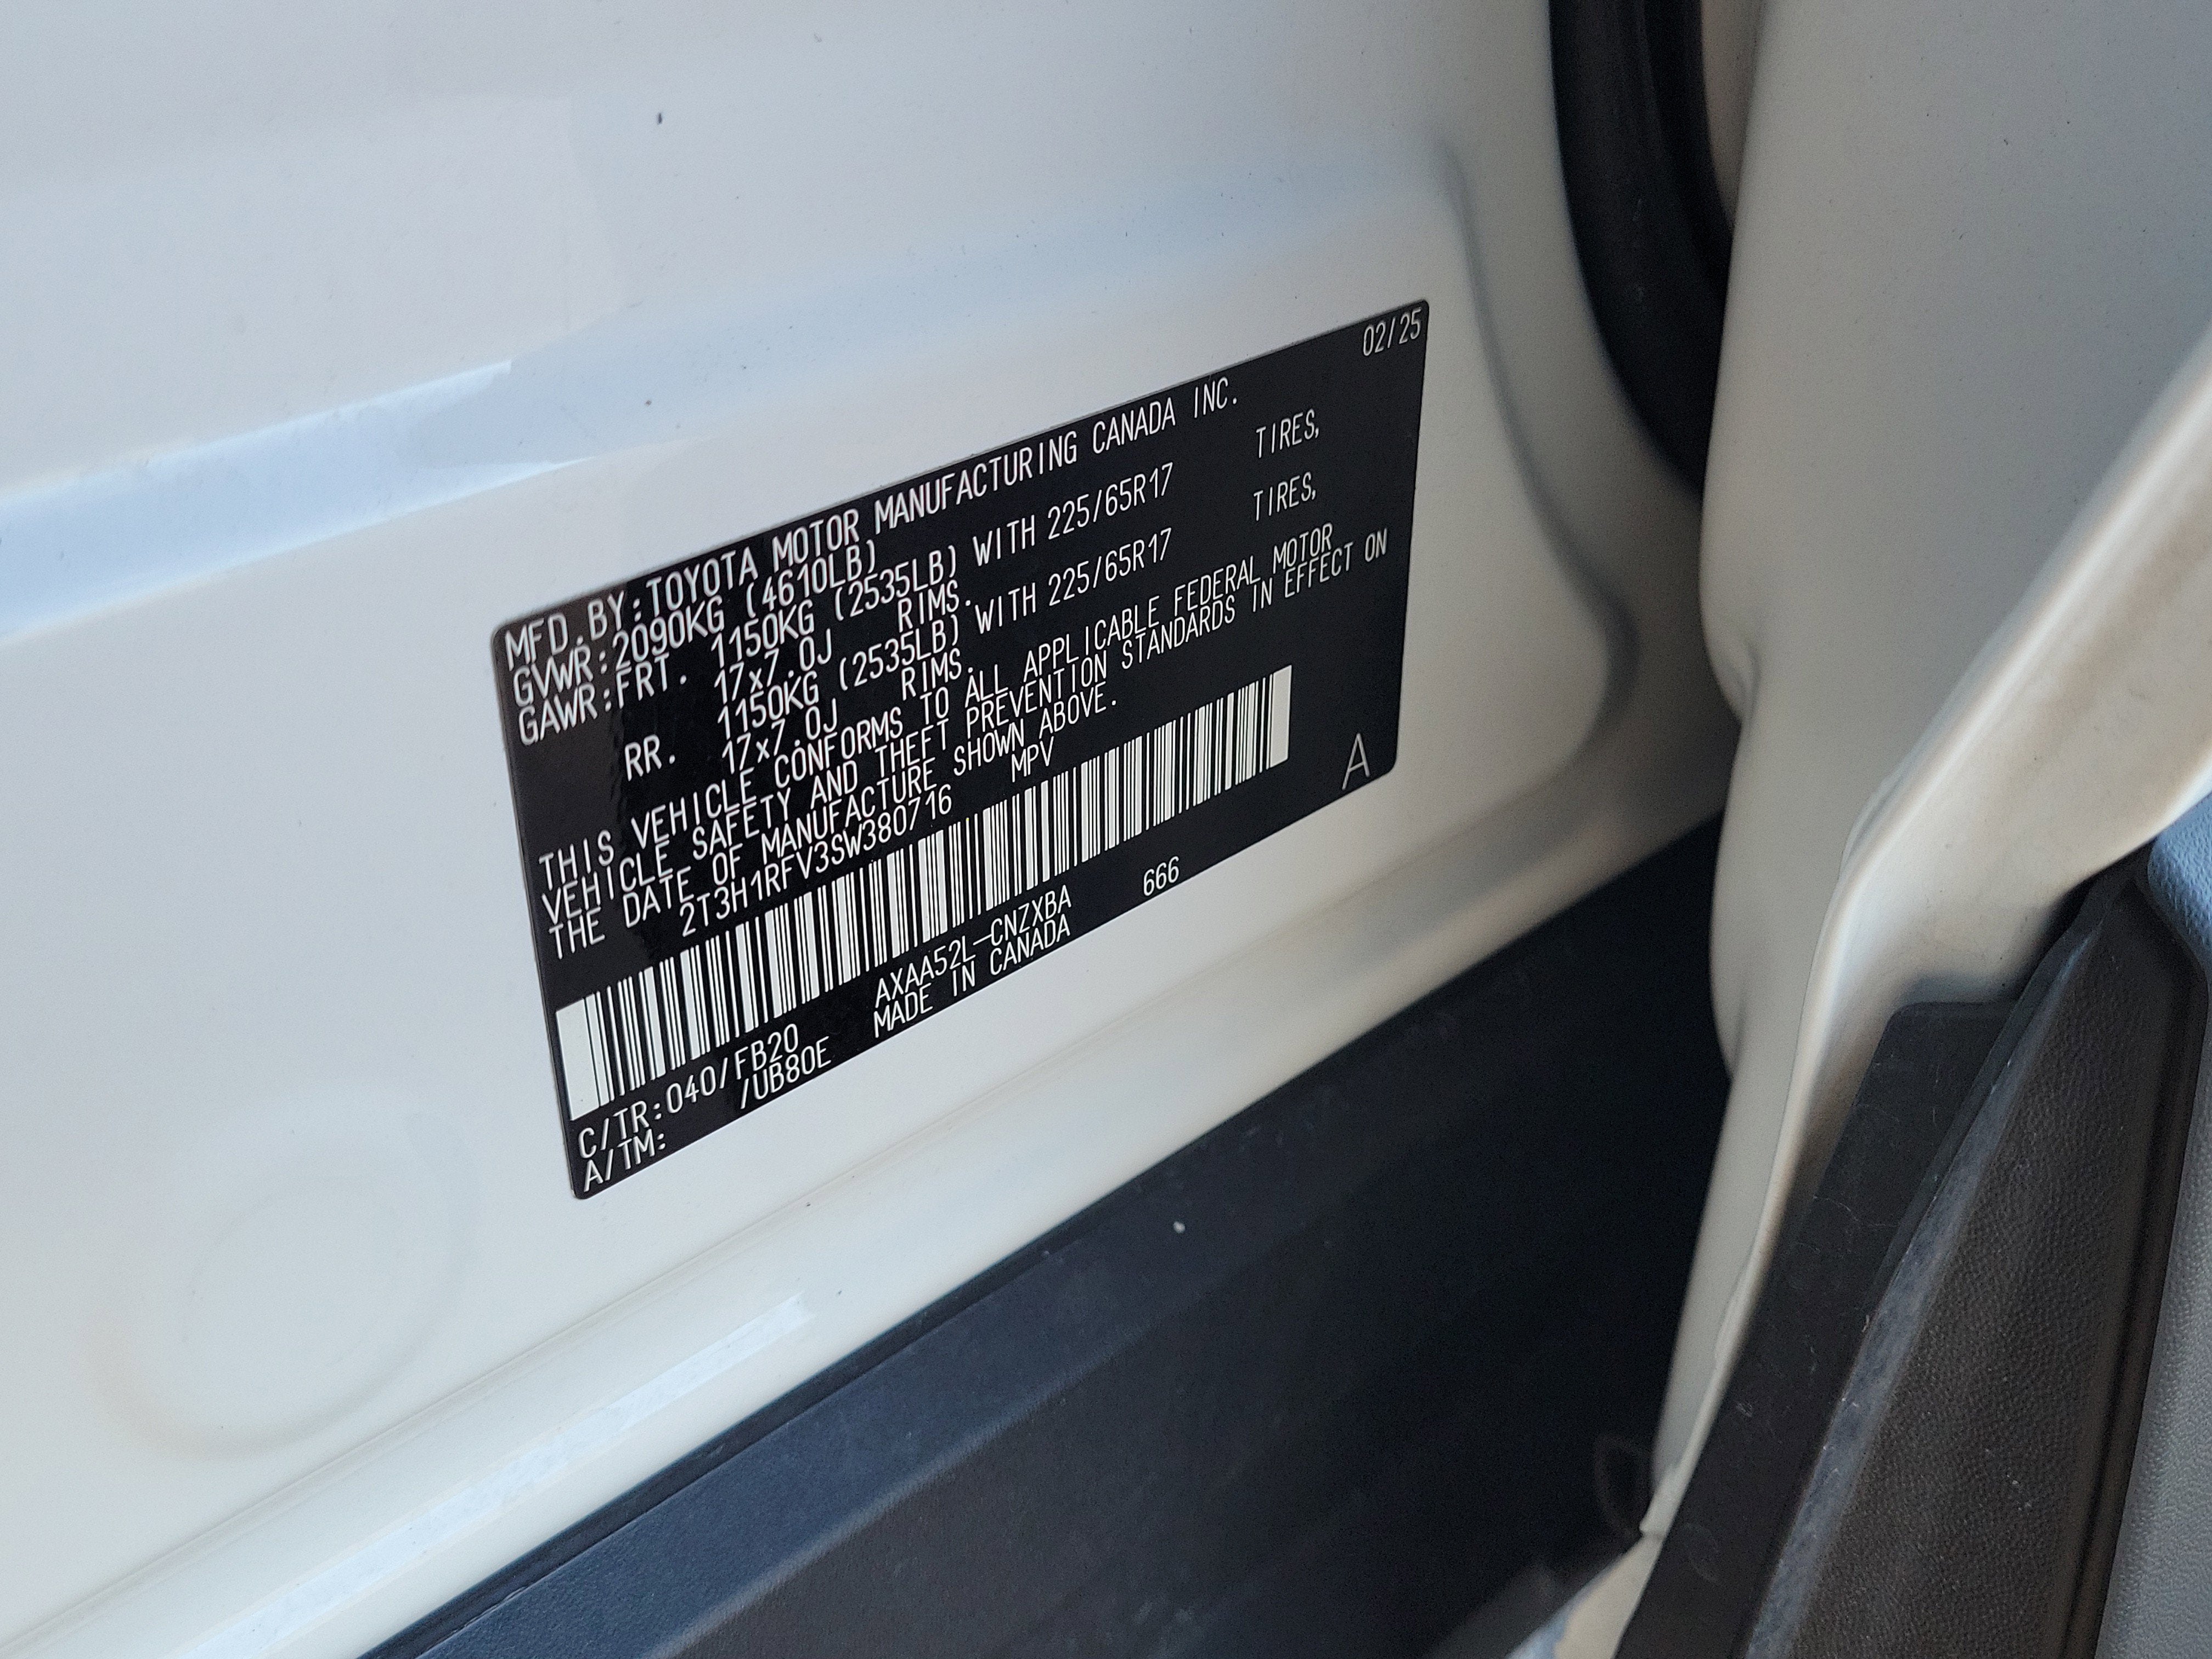 02/25
MFD.BY:TOYOTA MOTOR MANUFACTURING CANADA INC.
GVWR:2090KG (4610LB)
GAWR:FRT. 1150KG (2535LB) WITH 225/65R17 TIRES,
17x7.0J RIMS.
RR. 1150KG (2535LB) WITH 225/65R17 TIRES,
17x7.0J RIMS.
THIS VEHICLE CONFORMS TO ALL APPLICABLE FEDERAL MOTOR
VEHICLE SAFETY AND THEFT PREVENTION STANDARDS IN EFFECT ON
THE DATE OF MANUFACTURE SHOWN ABOVE.
2T3H1RFV3SW380716 MPV
A
C/TR:040/FB20 AXAA52L-CNZXBA 666
A/TM: /UB80E MADE IN CANADA